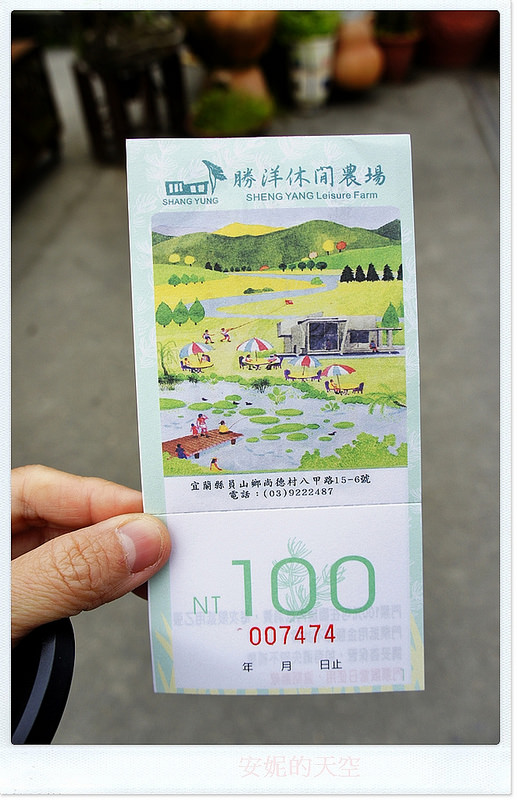 勝洋休閒農場
SHANG YUNG
SHENG YANG Leisure Farm
宜蘭縣員山鄉尚德村八甲路15-6號
電話：(03)9222487
NT 100
007474
年 月 日止
安妮的天空